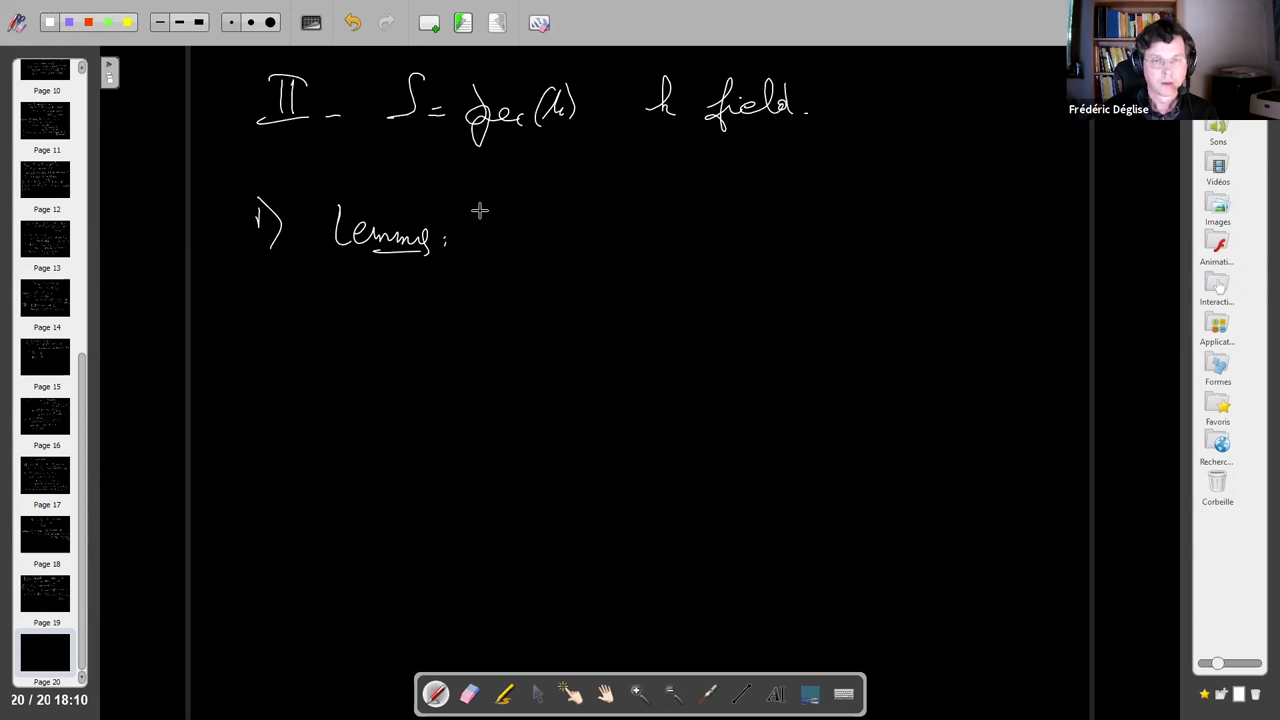 II - S = Spec(k) k field.
1) Lemma:
Frédéric Déglise
Page 10
Page 11
Page 12
Page 13
Page 14
Page 15
Page 16
Page 17
Page 18
Page 19
Page 20
20 / 20 18:10
Sons
Vidéos
Images
Animati...
Interacti...
Applicat...
Formes
Favoris
Recherc...
Corbeille
AI